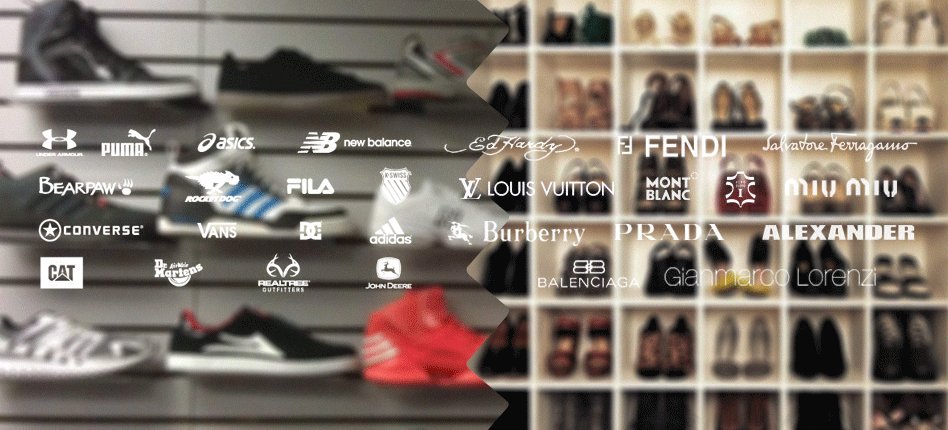 UNDER ARMOUR PUMA asics new balance Ed Hardy FENDI Salvatore Ferragamo
BEARPAW ROCKET DOG FILA K·SWISS LV LOUIS VUITTON MONT BLANC miu miu
CONVERSE VANS DC adidas Burberry PRADA ALEXANDER
CAT Dr. AirWair Martens REALTREE OUTFITTERS JOHN DEERE BALENCIAGA Gianmarco Lorenzi